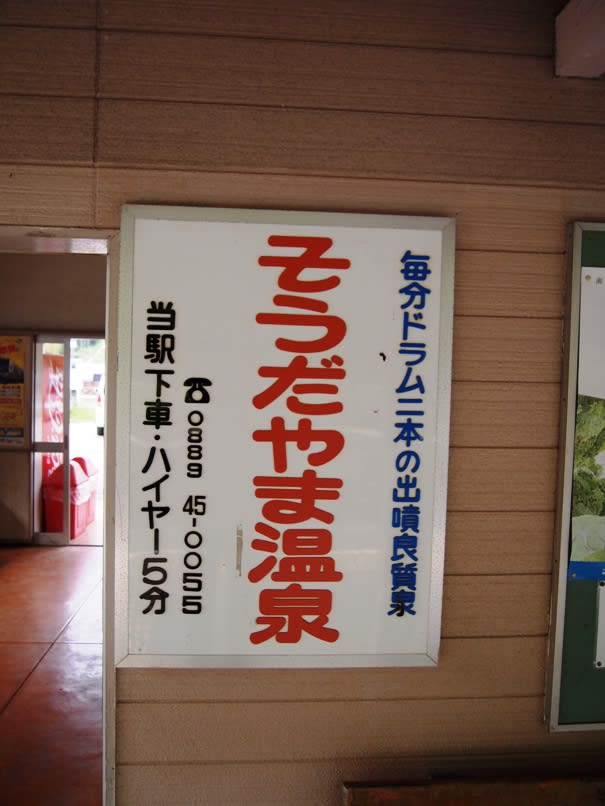 毎分ドラム二本の出噴良質泉
そうだやま温泉
☎0889 45-0055
当駅下車・ハイヤー5分